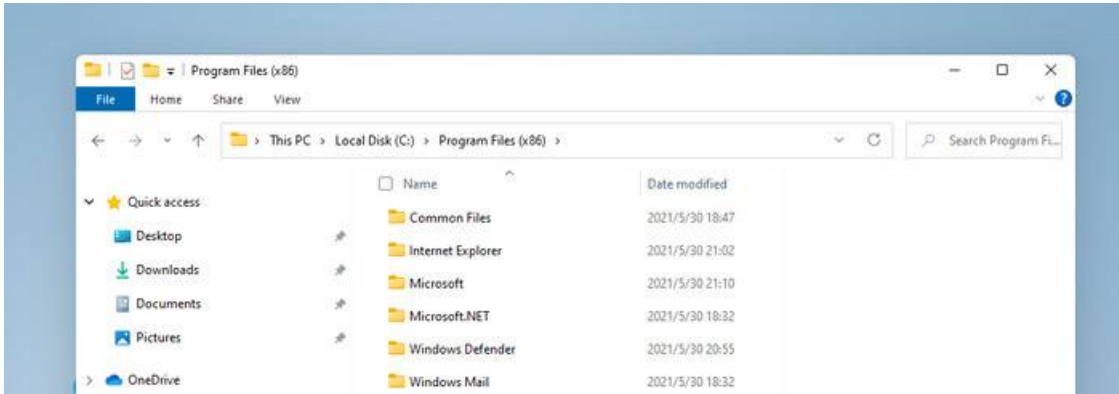 Program Files (x86)
File Home Share View
This PC > Local Disk (C:) > Program Files (x86) >
Search Program Fi...
Name Date modified
Quick access
Desktop
Downloads
Documents
Pictures
OneDrive
Common Files 2021/5/30 18:47
Internet Explorer 2021/5/30 21:02
Microsoft 2021/5/30 21:10
Microsoft.NET 2021/5/30 18:32
Windows Defender 2021/5/30 20:55
Windows Mail 2021/5/30 18:32